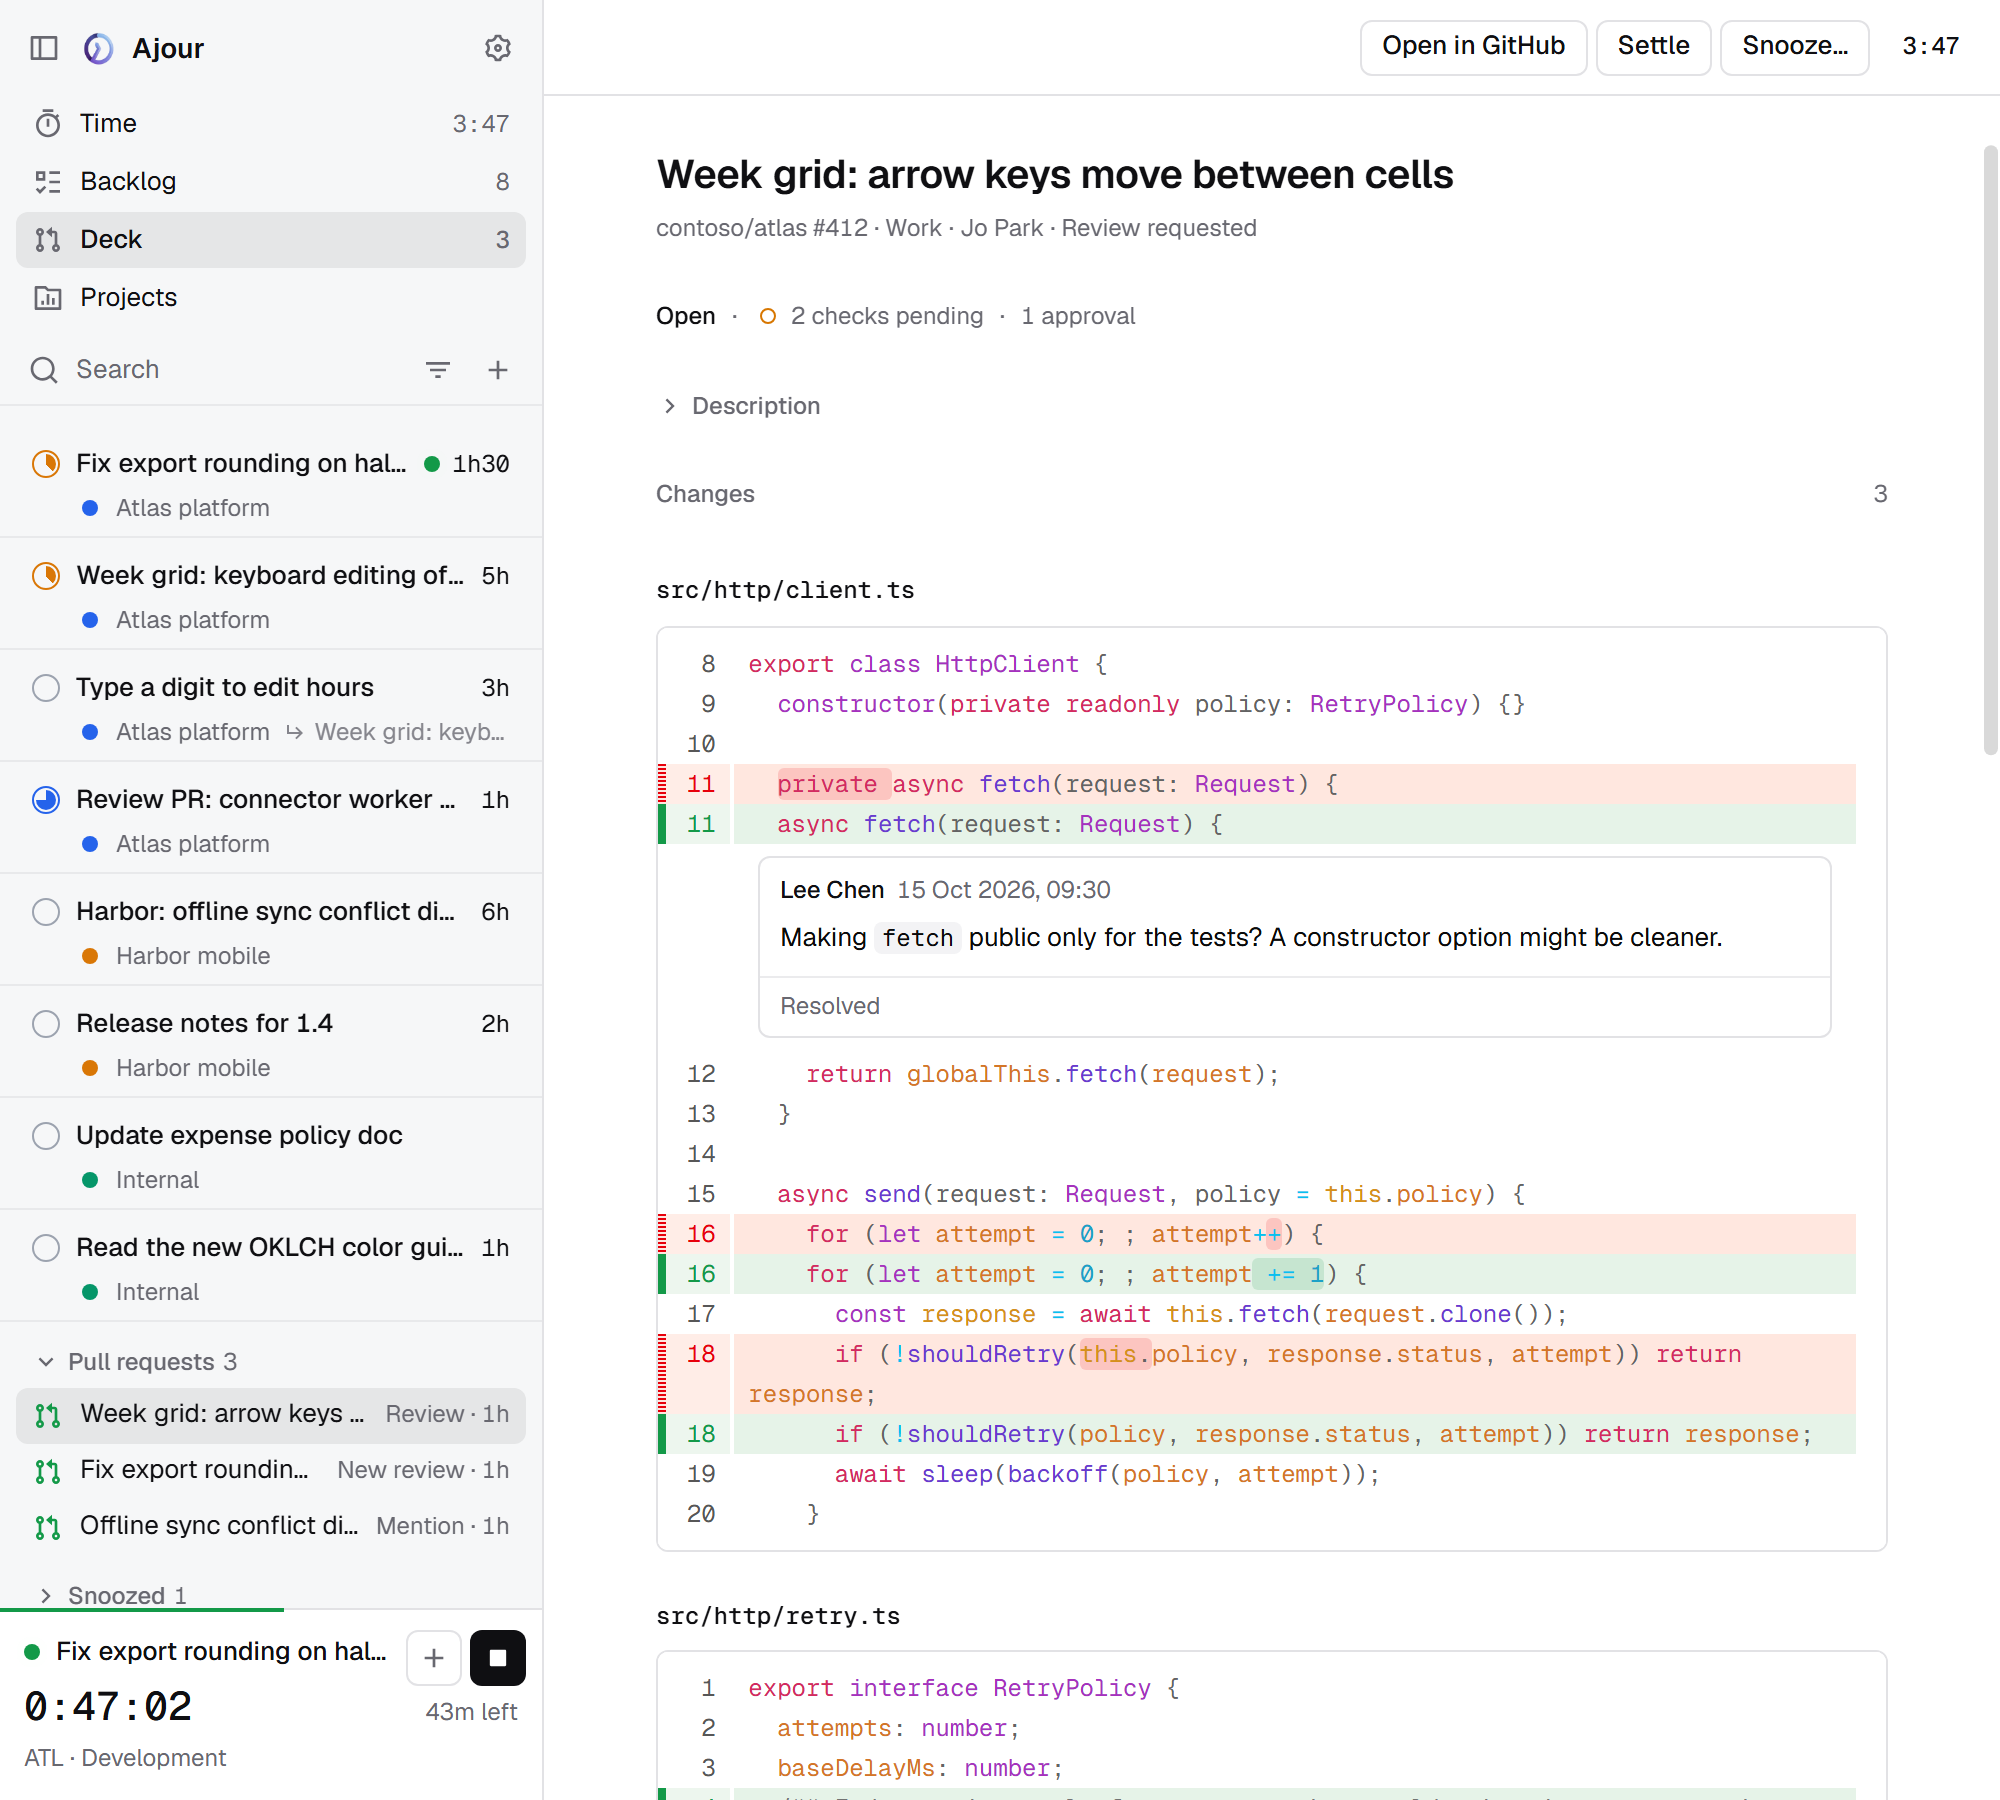 Ajour
Time 3:47
Backlog 8
Deck 3
Projects
Search
Fix export rounding on hal... 1h30
Atlas platform
Week grid: keyboard editing of... 5h
Atlas platform
Type a digit to edit hours 3h
Atlas platform ↳ Week grid: keyb...
Review PR: connector worker ... 1h
Atlas platform
Harbor: offline sync conflict di... 6h
Harbor mobile
Release notes for 1.4 2h
Harbor mobile
Update expense policy doc
Internal
Read the new OKLCH color gui... 1h
Internal
Pull requests 3
Week grid: arrow keys ... Review · 1h
Fix export roundin... New review · 1h
Offline sync conflict di... Mention · 1h
Snoozed 1
Fix export rounding on hal...
0:47:02 43m left
ATL · Development
Open in GitHub Settle Snooze... 3:47
Week grid: arrow keys move between cells
contoso/atlas #412 · Work · Jo Park · Review requested
Open · 2 checks pending · 1 approval
Description
Changes 3
src/http/client.ts
8 export class HttpClient {
9 constructor(private readonly policy: RetryPolicy) {}
10
11 private async fetch(request: Request) {
11 async fetch(request: Request) {
Lee Chen 15 Oct 2026, 09:30
Making fetch public only for the tests? A constructor option might be cleaner.
Resolved
12 return globalThis.fetch(request);
13 }
14
15 async send(request: Request, policy = this.policy) {
16 for (let attempt = 0; ; attempt++) {
16 for (let attempt = 0; ; attempt += 1) {
17 const response = await this.fetch(request.clone());
18 if (!shouldRetry(this.policy, response.status, attempt)) return
response;
18 if (!shouldRetry(policy, response.status, attempt)) return response;
19 await sleep(backoff(policy, attempt));
20 }
src/http/retry.ts
1 export interface RetryPolicy {
2 attempts: number;
3 baseDelayMs: number;